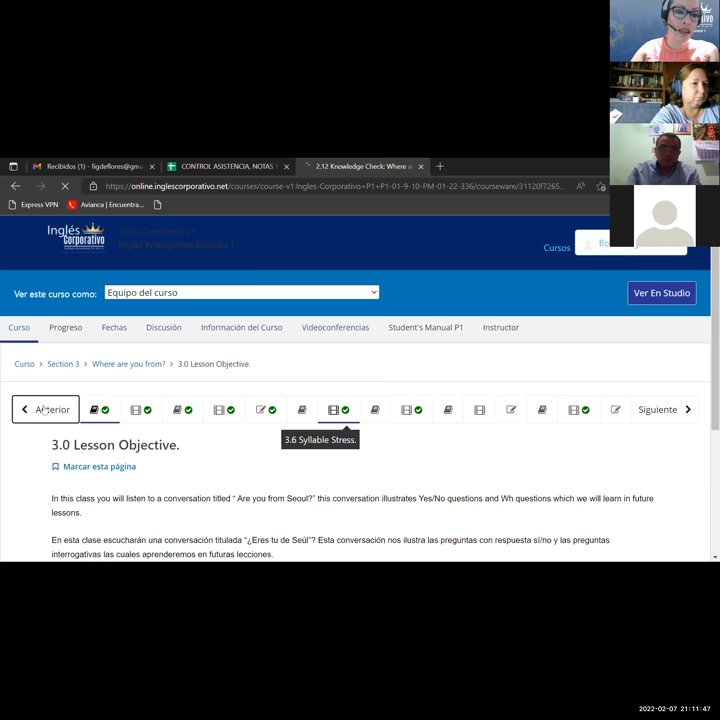 Recibidos (1) - figdeflores@gma
CONTROL ASISTENCIA, NOTAS
2.12 Knowledge Check: Where a
https://online.inglescorporativo.net/courses/course-v1:Ingles-Corporativo+P1+P1-01-9-10-PM-01-22-336/courseware/31120f7265...
Express VPN
Avianca | Encuentra...
Inglés
Corporativo
Inglés Principiante Módulo 1
Cursos
flo
Ver este curso como:
Equipo del curso
Ver En Studio
Curso
Progreso
Fechas
Discusión
Información del Curso
Videoconferencias
Student's Manual P1
Instructor
Curso > Section 3 > Where are you from? > 3.0 Lesson Objective.
Anterior
Siguiente
3.6 Syllable Stress.
3.0 Lesson Objective.
Marcar esta página
In this class you will listen to a conversation titled “ Are you from Seoul?” this conversation illustrates Yes/No questions and Wh questions which we will learn in future
lessons.
En esta clase escucharán una conversación titulada “¿Eres tu de Seúl”? Esta conversación nos ilustra las preguntas con respuesta sí/no y las preguntas
interrogativas las cuales aprenderemos en futuras lecciones.
2022-02-07 21:11:47